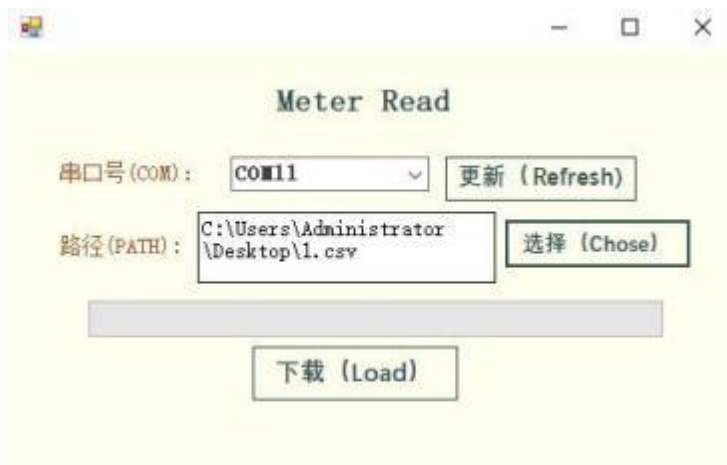 Meter Read
串口号(COM): COM11 更新（Refresh)
路径(PATH): C:\Users\Administrator
\Desktop\1.csv 选择（Chose）
下载（Load）